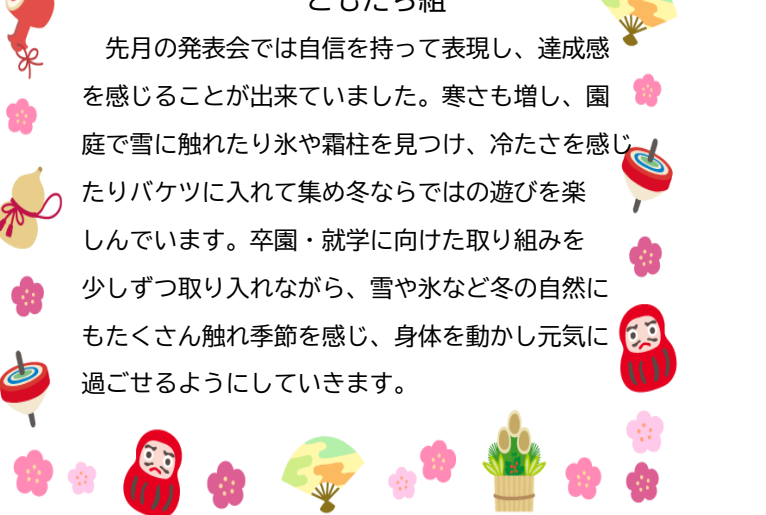 ともだち組
先月の発表会では自信を持って表現し、達成感
を感じることが出来ていました。寒さも増し、園
庭で雪に触れたり氷や霜柱を見つけ、冷たさを感じ
たりバケツに入れて集め冬ならではの遊びを楽
しんでいます。卒園・就学に向けた取り組みを
少しずつ取り入れながら、雪や氷など冬の自然に
もたくさん触れ季節を感じ、身体を動かし元気に
過ごせるようにしていきます。